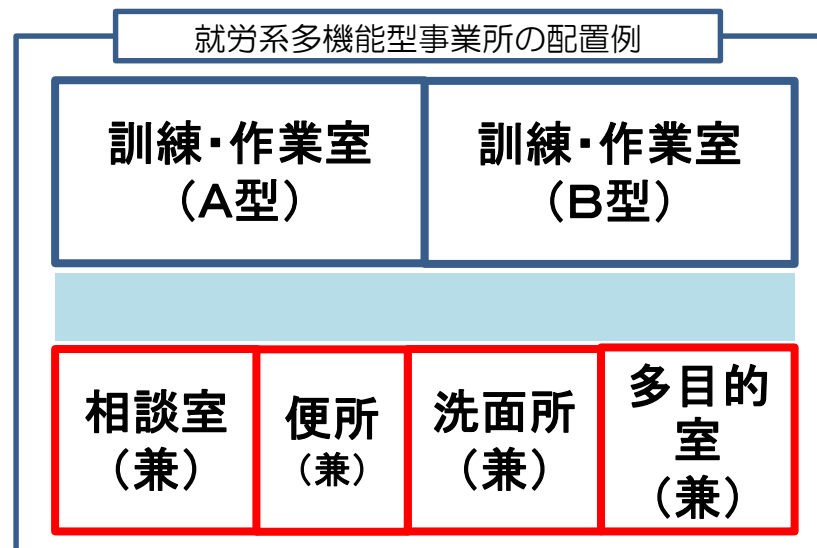 就労系多機能型事業所の配置例
訓練・作業室
（Ａ型）
訓練・作業室
（Ｂ型）
相談室
（兼）
便所
（兼）
洗面所
（兼）
多目的
室
（兼）